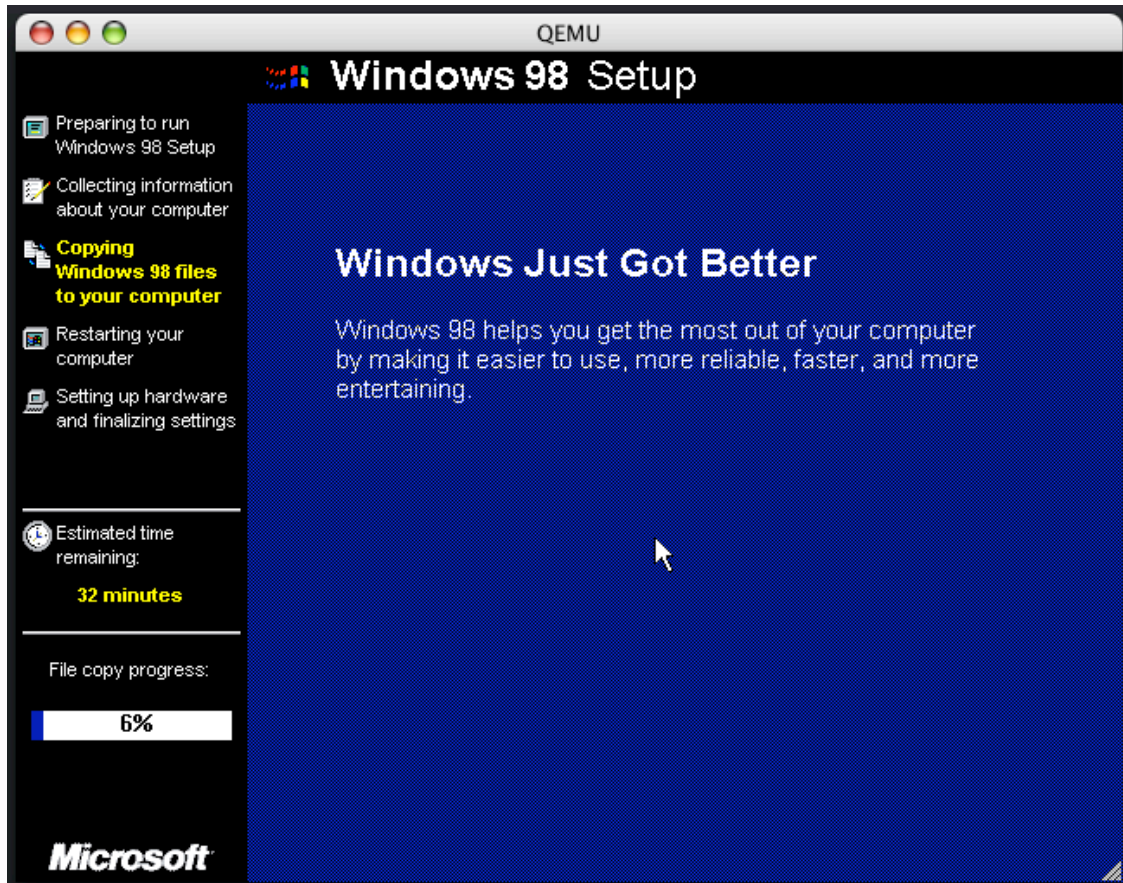 QEMU
Windows 98 Setup
Preparing to run
Windows 98 Setup
Collecting information
about your computer
Copying
Windows 98 files
to your computer
Restarting your
computer
Setting up hardware
and finalizing settings
Estimated time
remaining:
32 minutes
File copy progress:
6%
Microsoft
Windows Just Got Better
Windows 98 helps you get the most out of your computer
by making it easier to use, more reliable, faster, and more
entertaining.